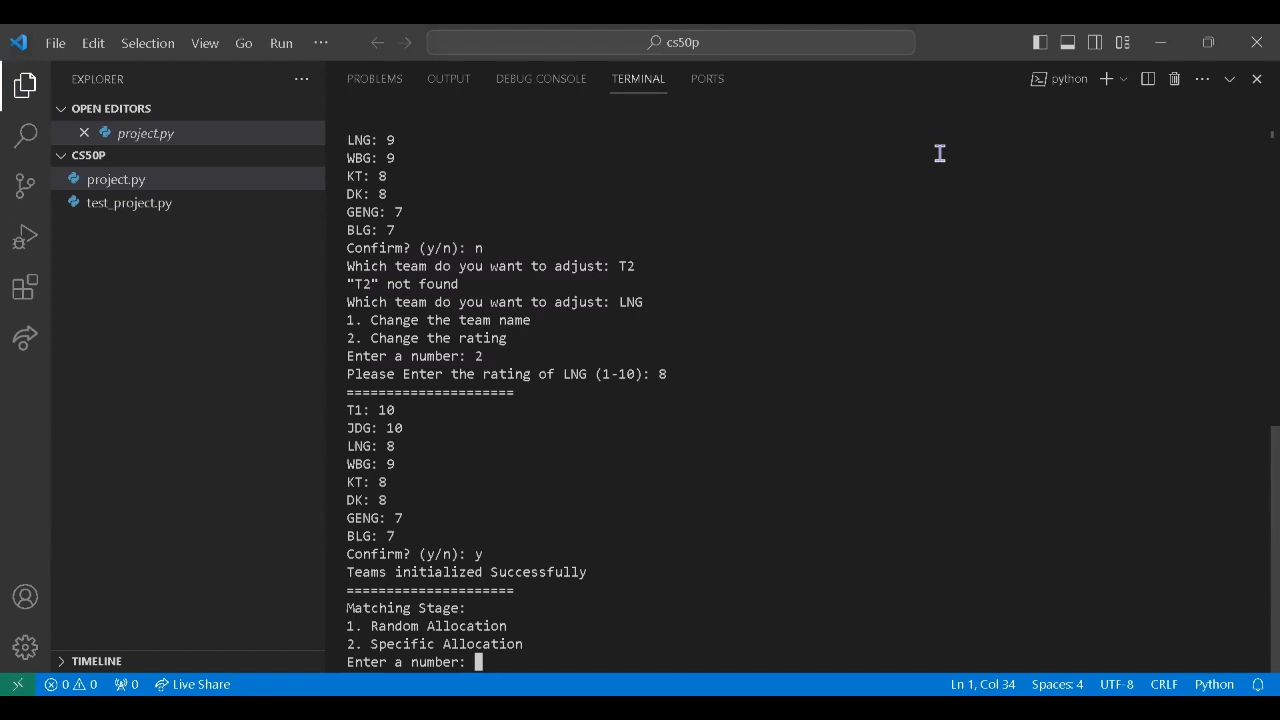 File Edit Selection View Go Run ··· cs50p
EXPLORER ···
OPEN EDITORS
project.py
CS50P
project.py
test_project.py
TIMELINE
PROBLEMS OUTPUT DEBUG CONSOLE TERMINAL PORTS python ···
LNG: 9
WBG: 9
KT: 8
DK: 8
GENG: 7
BLG: 7
Confirm? (y/n): n
Which team do you want to adjust: T2
"T2" not found
Which team do you want to adjust: LNG
1. Change the team name
2. Change the rating
Enter a number: 2
Please Enter the rating of LNG (1-10): 8
=====================
T1: 10
JDG: 10
LNG: 8
WBG: 9
KT: 8
DK: 8
GENG: 7
BLG: 7
Confirm? (y/n): y
Teams initialized Successfully
=====================
Matching Stage:
1. Random Allocation
2. Specific Allocation
Enter a number:
0 0 0 Live Share Ln 1, Col 34 Spaces: 4 UTF-8 CRLF Python